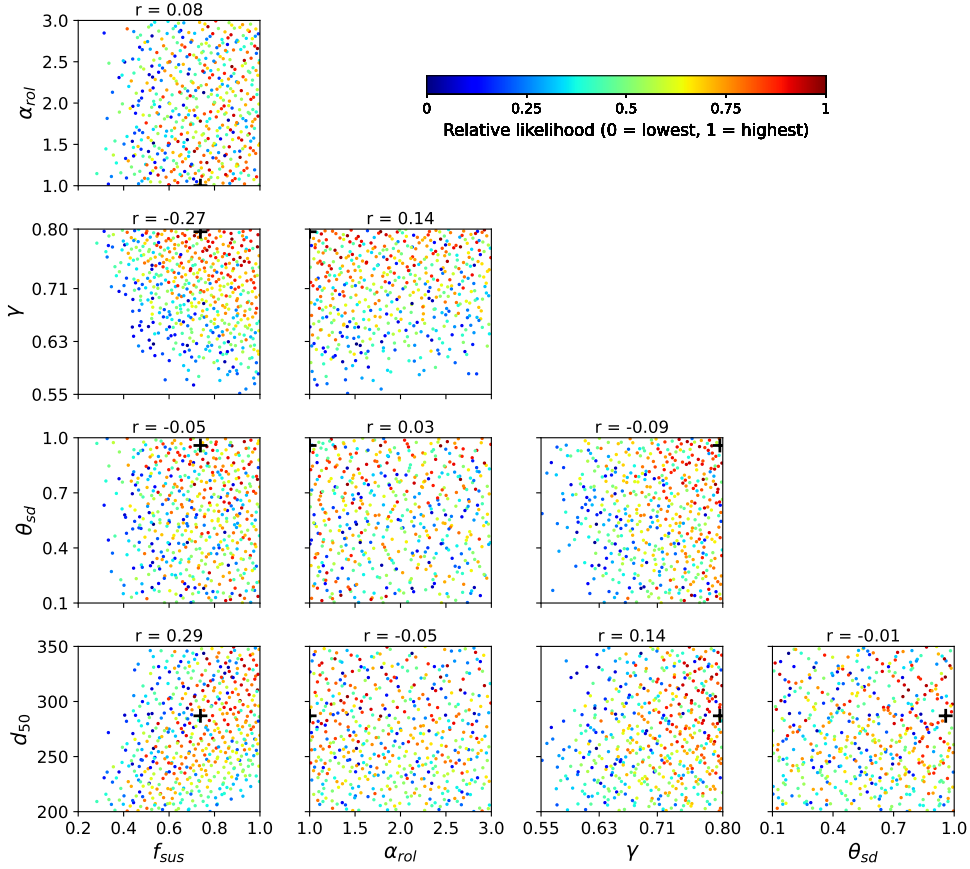 r = 0.08
3.0
2.5
2.0
1.5
1.0
α_rol
0 0.25 0.5 0.75 1
Relative likelihood (0 = lowest, 1 = highest)
r = -0.27 r = 0.14
0.80
0.71
0.63
0.55
γ
r = -0.05 r = 0.03 r = -0.09
1.0
0.7
0.4
0.1
θ_sd
r = 0.29 r = -0.05 r = 0.14 r = -0.01
350
300
250
200
d_50
0.2 0.4 0.6 0.8 1.0 1.0 1.5 2.0 2.5 3.0 0.55 0.63 0.71 0.80 0.1 0.4 0.7 1.0
f_sus α_rol γ θ_sd